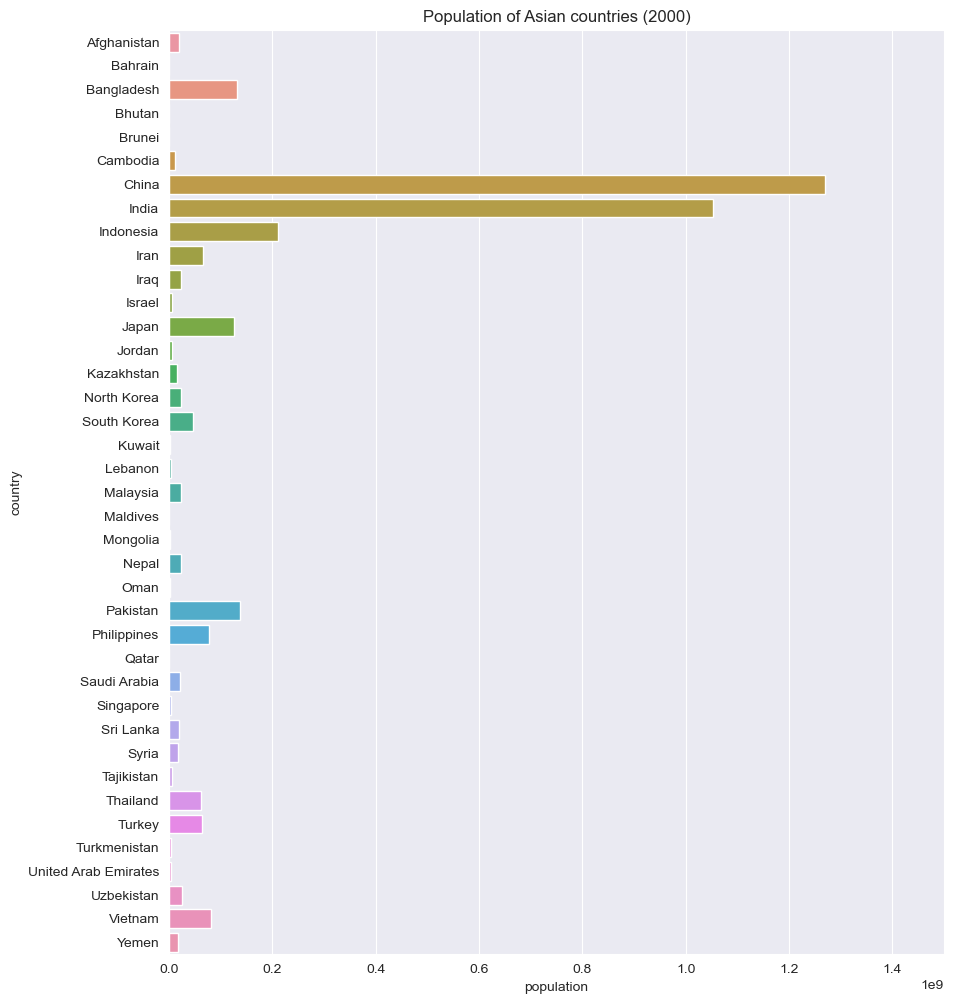 Population of Asian countries (2000)
Afghanistan
Bahrain
Bangladesh
Bhutan
Brunei
Cambodia
China
India
Indonesia
Iran
Iraq
Israel
Japan
Jordan
Kazakhstan
North Korea
South Korea
Kuwait
Lebanon
Malaysia
Maldives
Mongolia
Nepal
Oman
Pakistan
Philippines
Qatar
Saudi Arabia
Singapore
Sri Lanka
Syria
Tajikistan
Thailand
Turkey
Turkmenistan
United Arab Emirates
Uzbekistan
Vietnam
Yemen
country
0.0 0.2 0.4 0.6 0.8 1.0 1.2 1.4
1e9
population